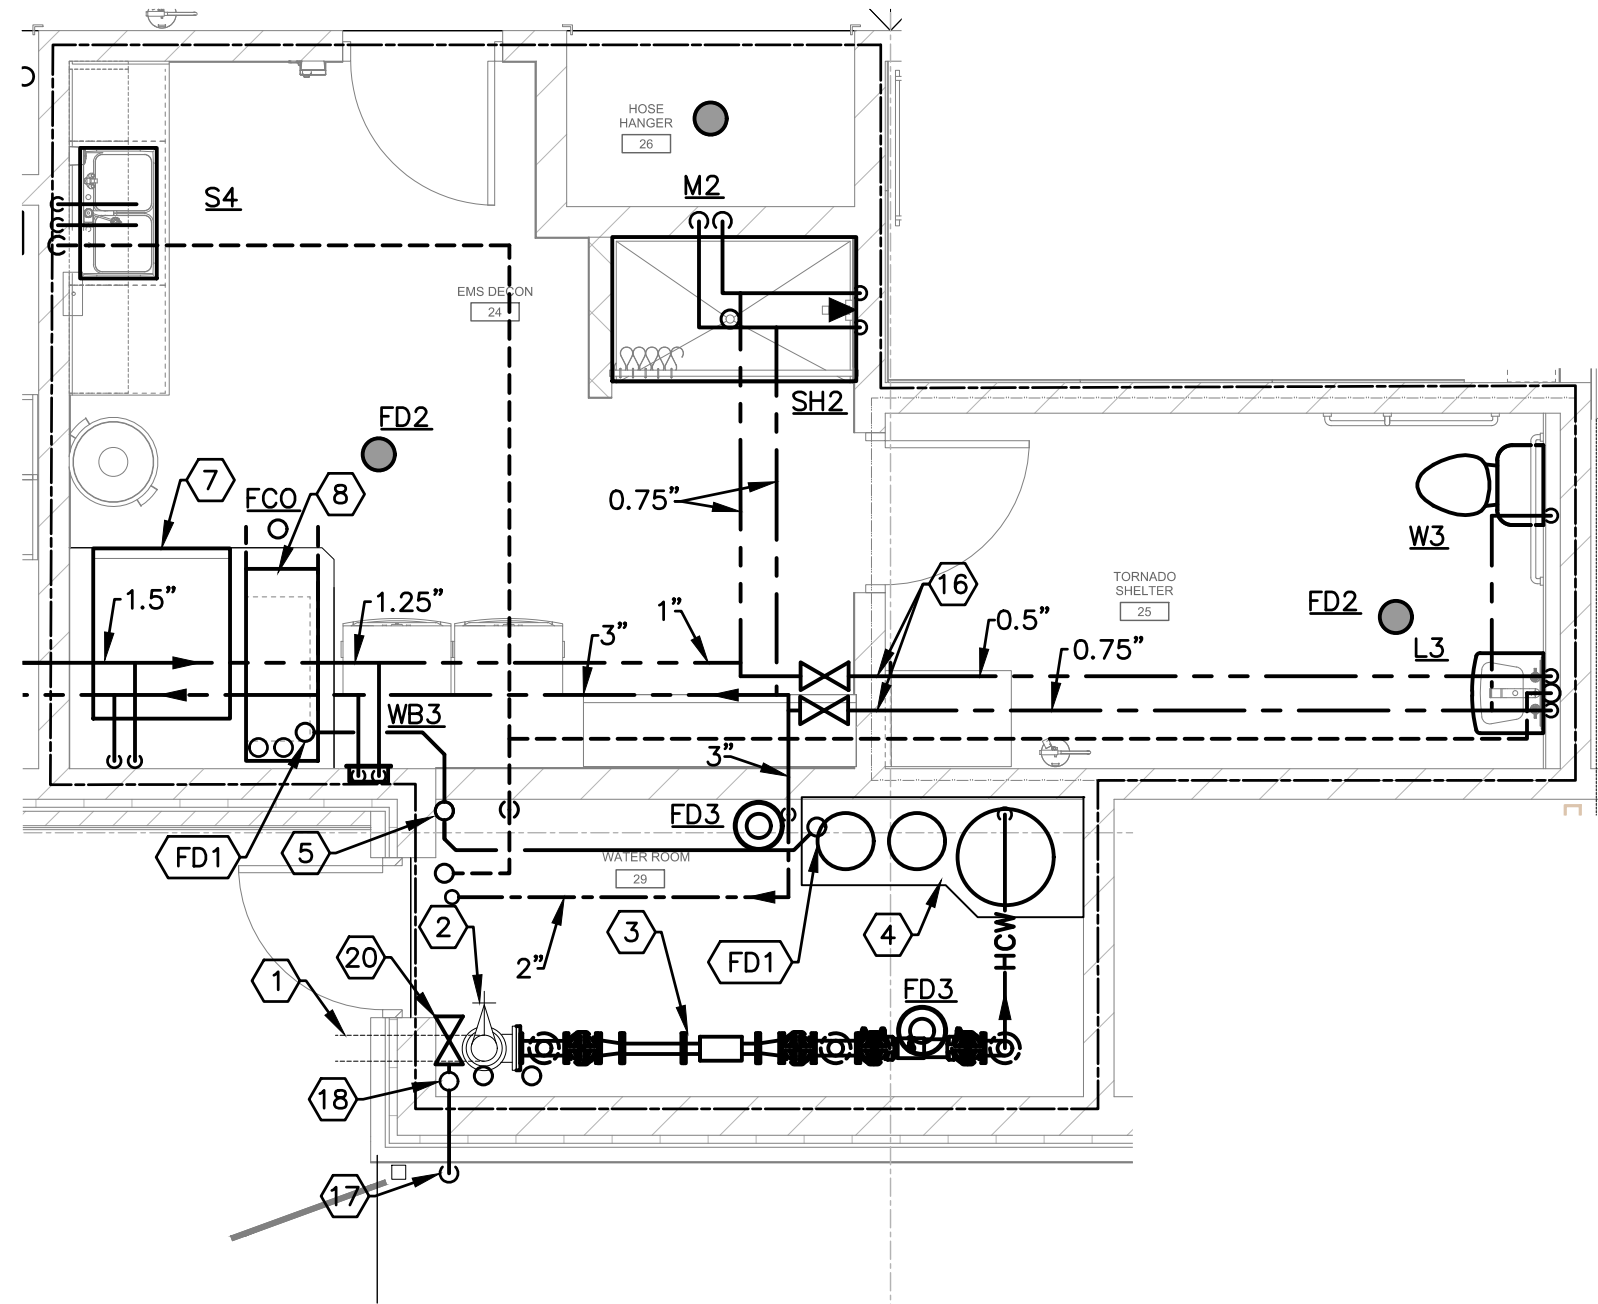 HOSE
HANGER
26
M2
S4
EMS DECON
24
SH2
FD2
7
FCO
8
0.75"
W3
TORNADO
SHELTER
25
16
FD2
1.5"
1.25"
1"
0.5"
3"
0.75"
L3
WB3
3"
FD3
FD1
5
WATER ROOM
29
2
3
4
20
1
2"
FD1
HCW
FD3
18
17